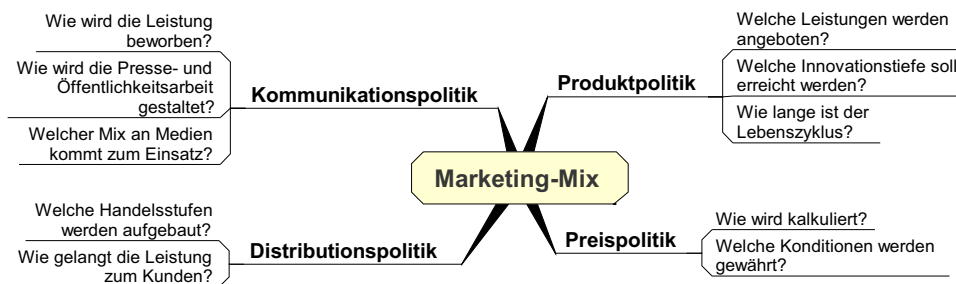 Wie wird die Leistung
beworben?
Wie wird die Presse- und
Öffentlichkeitsarbeit
gestaltet?
Welcher Mix an Medien
kommt zum Einsatz?
Kommunikationspolitik
Welche Handelsstufen
werden aufgebaut?
Wie gelangt die Leistung
zum Kunden?
Distributionspolitik
Marketing-Mix
Produktpolitik
Welche Leistungen werden
angeboten?
Welche Innovationstiefe soll
erreicht werden?
Wie lange ist der
Lebenszyklus?
Preispolitik
Wie wird kalkuliert?
Welche Konditionen werden
gewährt?